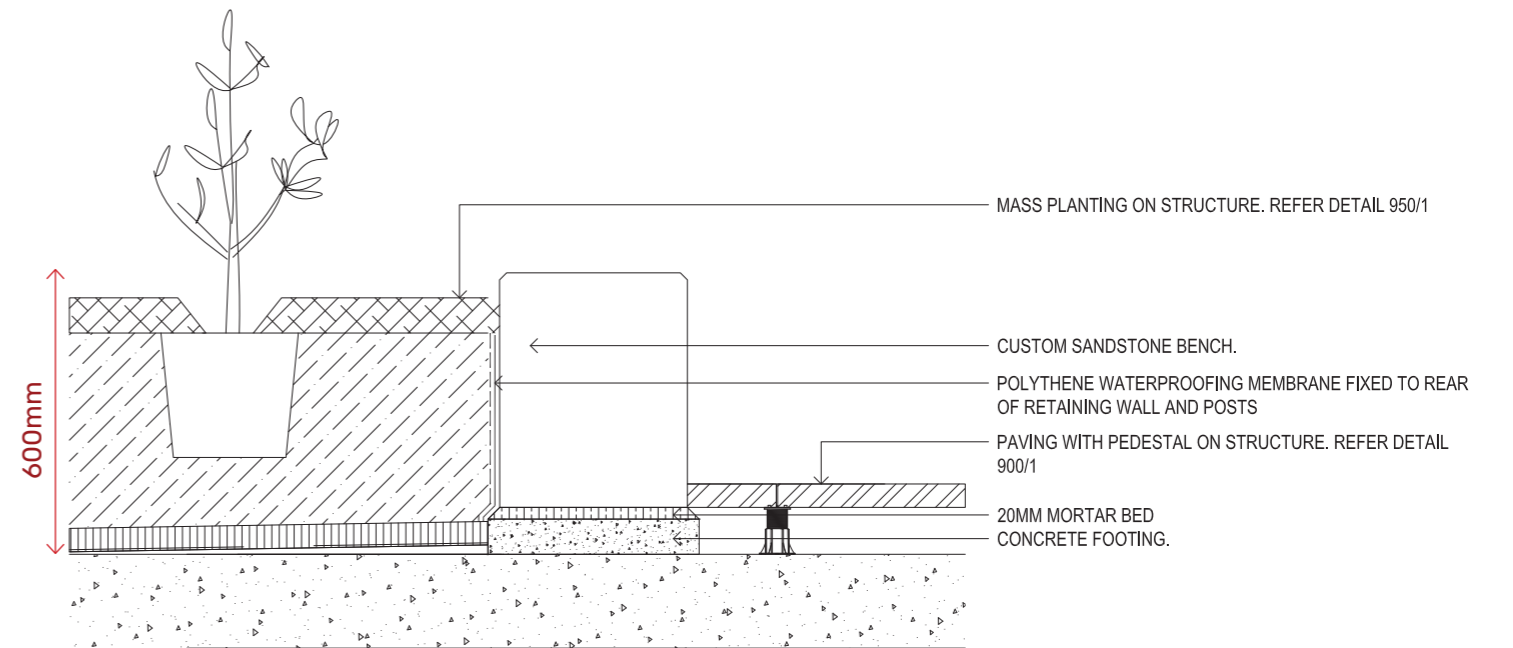 MASS PLANTING ON STRUCTURE. REFER DETAIL 950/1
600mm
CUSTOM SANDSTONE BENCH.
POLYTHENE WATERPROOFING MEMBRANE FIXED TO REAR
OF RETAINING WALL AND POSTS
PAVING WITH PEDESTAL ON STRUCTURE. REFER DETAIL
900/1
20MM MORTAR BED
CONCRETE FOOTING.